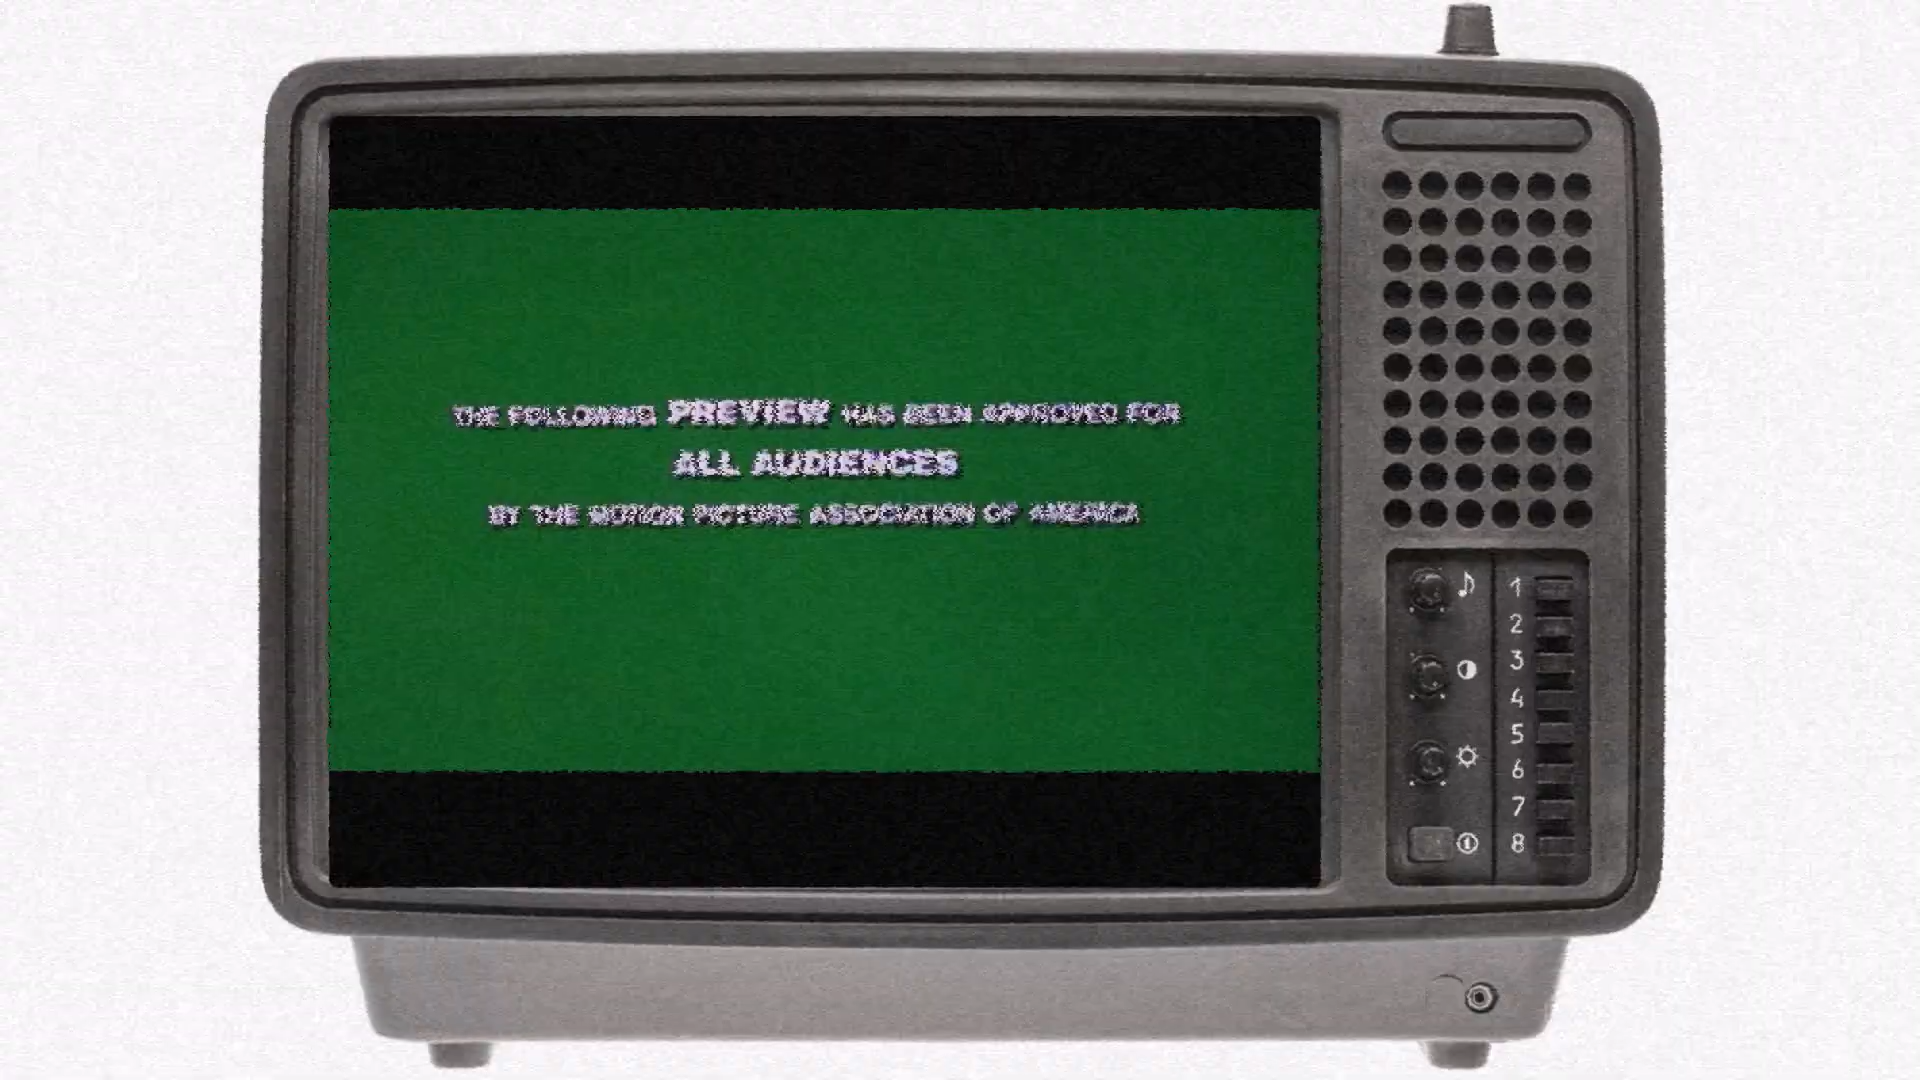 THE FOLLOWING PREVIEW HAS BEEN APPROVED FOR
ALL AUDIENCES
BY THE MOTION PICTURE ASSOCIATION OF AMERICA
1
2
3
4
5
6
7
8